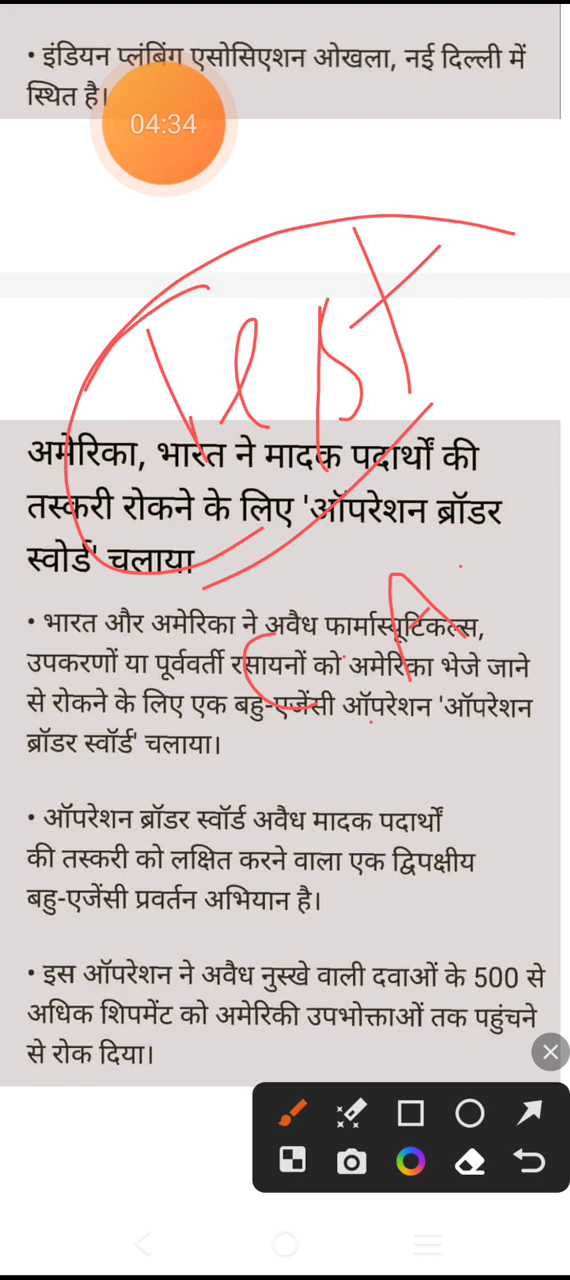 • इंडियन प्लंबिंग एसोसिएशन ओखला, नई दिल्ली में
स्थित है।
04:34
Test
अमेरिका, भारत ने मादक पदार्थों की
तस्करी रोकने के लिए 'ऑपरेशन ब्रॉडर
स्वोर्ड' चलाया
CA
• भारत और अमेरिका ने अवैध फार्मास्यूटिकल्स,
उपकरणों या पूर्ववर्ती रसायनों को अमेरिका भेजे जाने
से रोकने के लिए एक बहु-एजेंसी ऑपरेशन 'ऑपरेशन
ब्रॉडर स्वॉर्ड' चलाया।
• ऑपरेशन ब्रॉडर स्वॉर्ड अवैध मादक पदार्थों
की तस्करी को लक्षित करने वाला एक द्विपक्षीय
बहु-एजेंसी प्रवर्तन अभियान है।
• इस ऑपरेशन ने अवैध नुस्खे वाली दवाओं के 500 से
अधिक शिपमेंट को अमेरिकी उपभोक्ताओं तक पहुंचने
से रोक दिया।